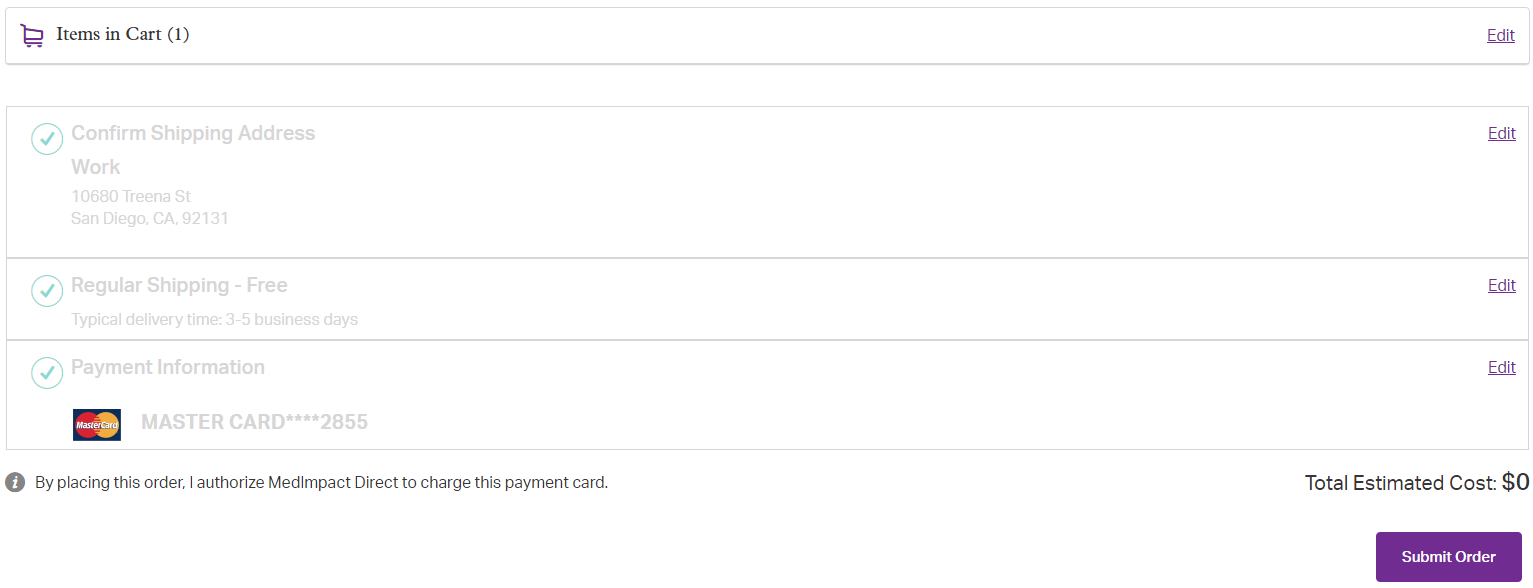 Items in Cart (1)
Edit
Confirm Shipping Address
Edit
Work
10680 Treena St
San Diego, CA, 92131
Regular Shipping - Free
Edit
Typical delivery time: 3-5 business days
Payment Information
Edit
MasterCard
MASTER CARD****2855
i By placing this order, I authorize MedImpact Direct to charge this payment card.
Total Estimated Cost: $0
Submit Order